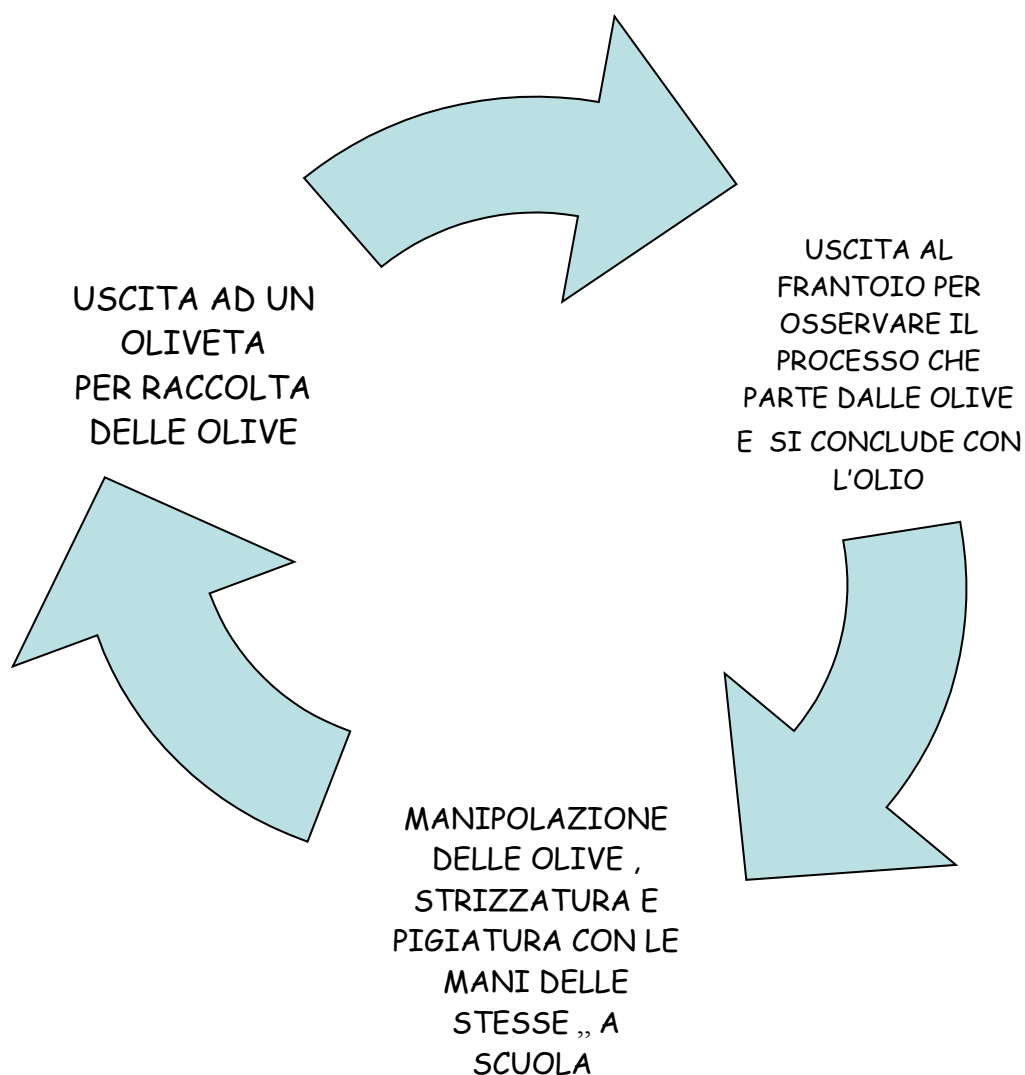 USCITA AD UN
OLIVETA
PER RACCOLTA
DELLE OLIVE
USCITA AL
FRANTOIO PER
OSSERVARE IL
PROCESSO CHE
PARTE DALLE OLIVE
E SI CONCLUDE CON
L'OLIO
MANIPOLAZIONE
DELLE OLIVE ,
STRIZZATURA E
PIGIATURA CON LE
MANI DELLE
STESSE ,, A
SCUOLA